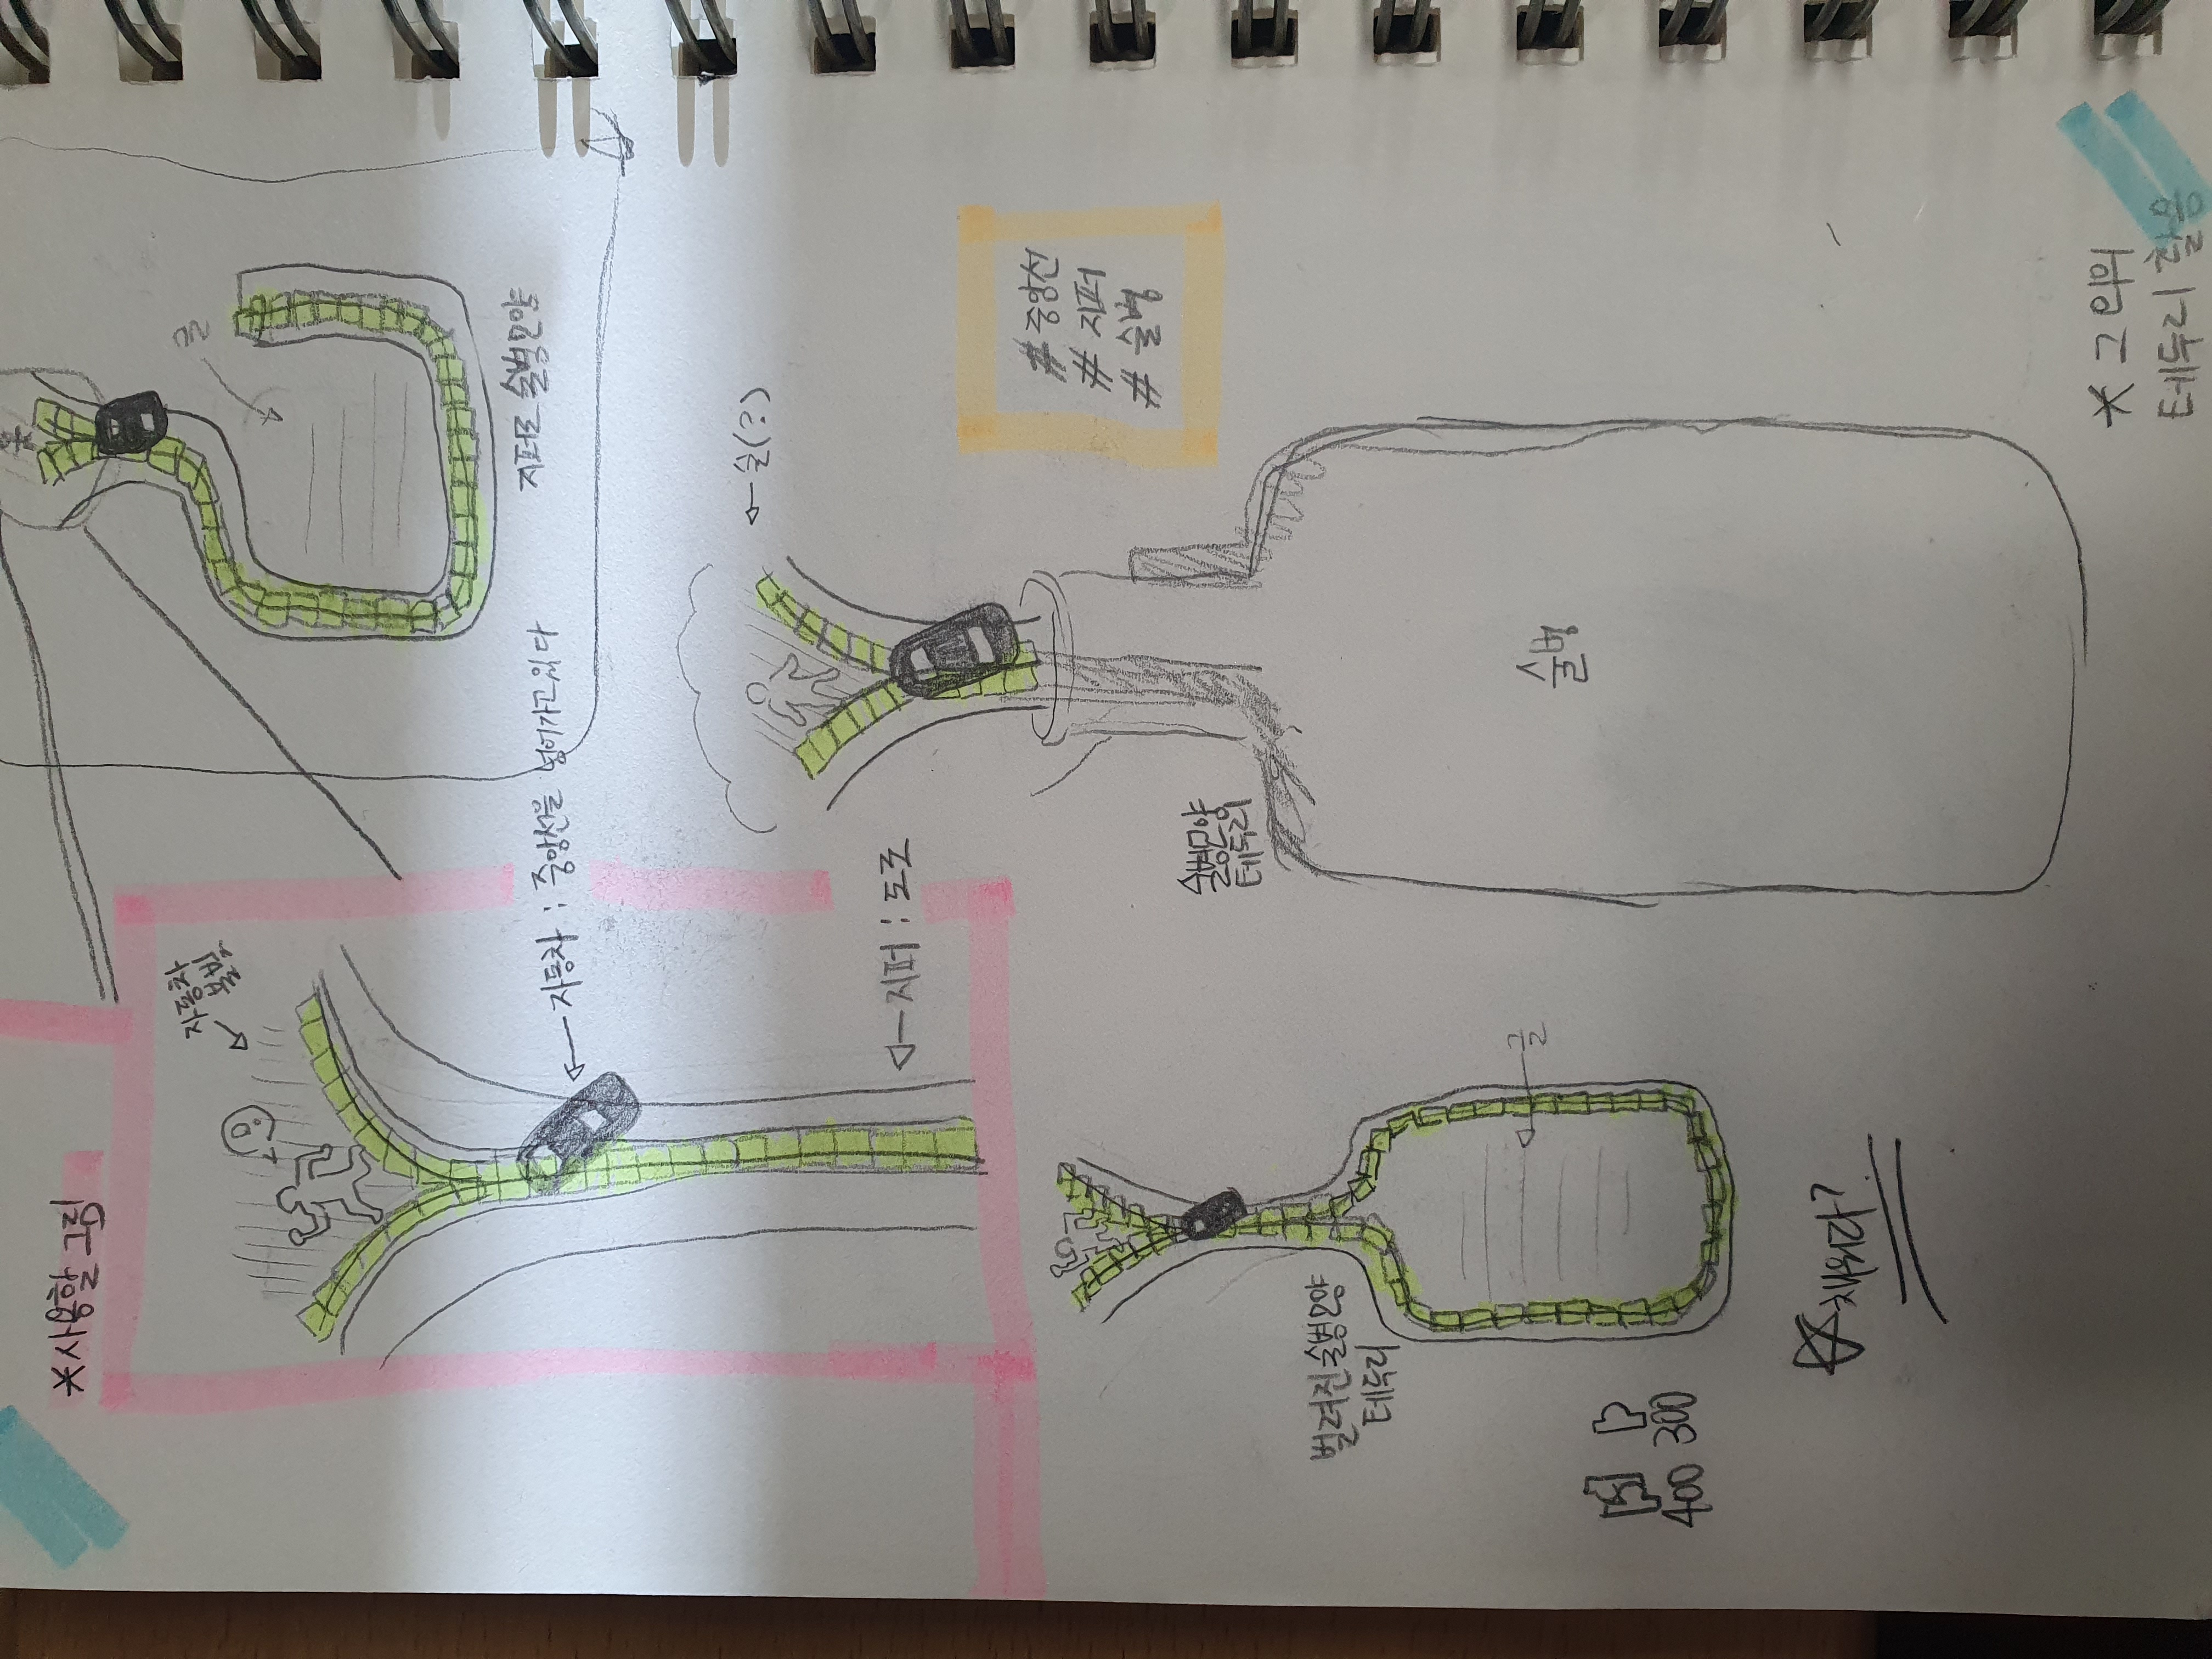 *사용할 그림
자동차
불빛
글
지퍼로 술병모양
자동차 : 중앙선을 넘어가고있다
술(?)
지퍼 : 도로
# 중앙선
# 지퍼
# 술병
술병모양
테두리
벌려진 술병모양
테두리
글
술병
400 300
☆채우다?
* 그 외의
테두리 활용